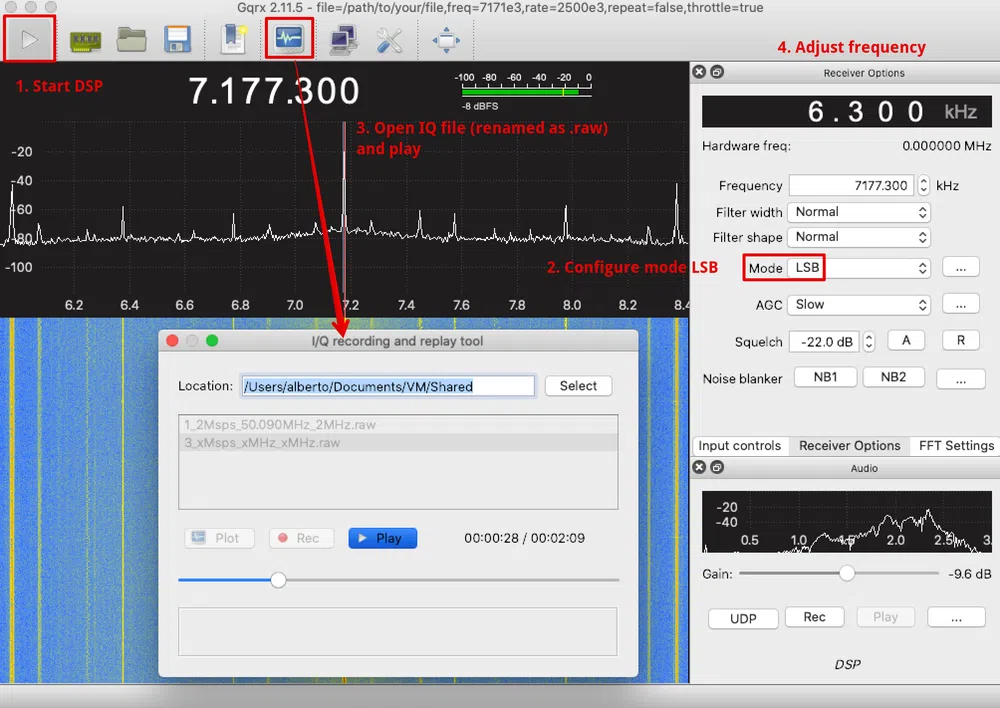 Gqrx 2.11.5 - file=/path/to/your/file,freq=7171e3,rate=2500e3,repeat=false,throttle=true
4. Adjust frequency
1. Start DSP
7.177.300
-100 -80 -60 -40 -20 0
-8 dBFS
3. Open IQ file (renamed as .raw)
and play
-20
-40
-60
-80
-100
6.2 6.4 6.6 6.8 7.0 7.2 7.4 7.6 7.8 8.0 8.2 8.4
2. Configure mode LSB
Receiver Options
6.300 kHz
Hardware freq: 0.000000 MHz
Frequency 7177.300 kHz
Filter width Normal
Filter shape Normal
Mode LSB ...
AGC Slow ...
Squelch -22.0 dB A R
Noise blanker NB1 NB2 ...
Input controls Receiver Options FFT Settings
I/Q recording and replay tool
Location: /Users/alberto/Documents/VM/Shared Select
1_2Msps_50.090MHz_2MHz.raw
3_xMsps_xMHz_xMHz.raw
Plot Rec Play 00:00:28 / 00:02:09
Audio
-20
-40
0.5 1.0 1.5 2.0 2.5 3.
Gain: -9.6 dB
UDP Rec Play ...
DSP